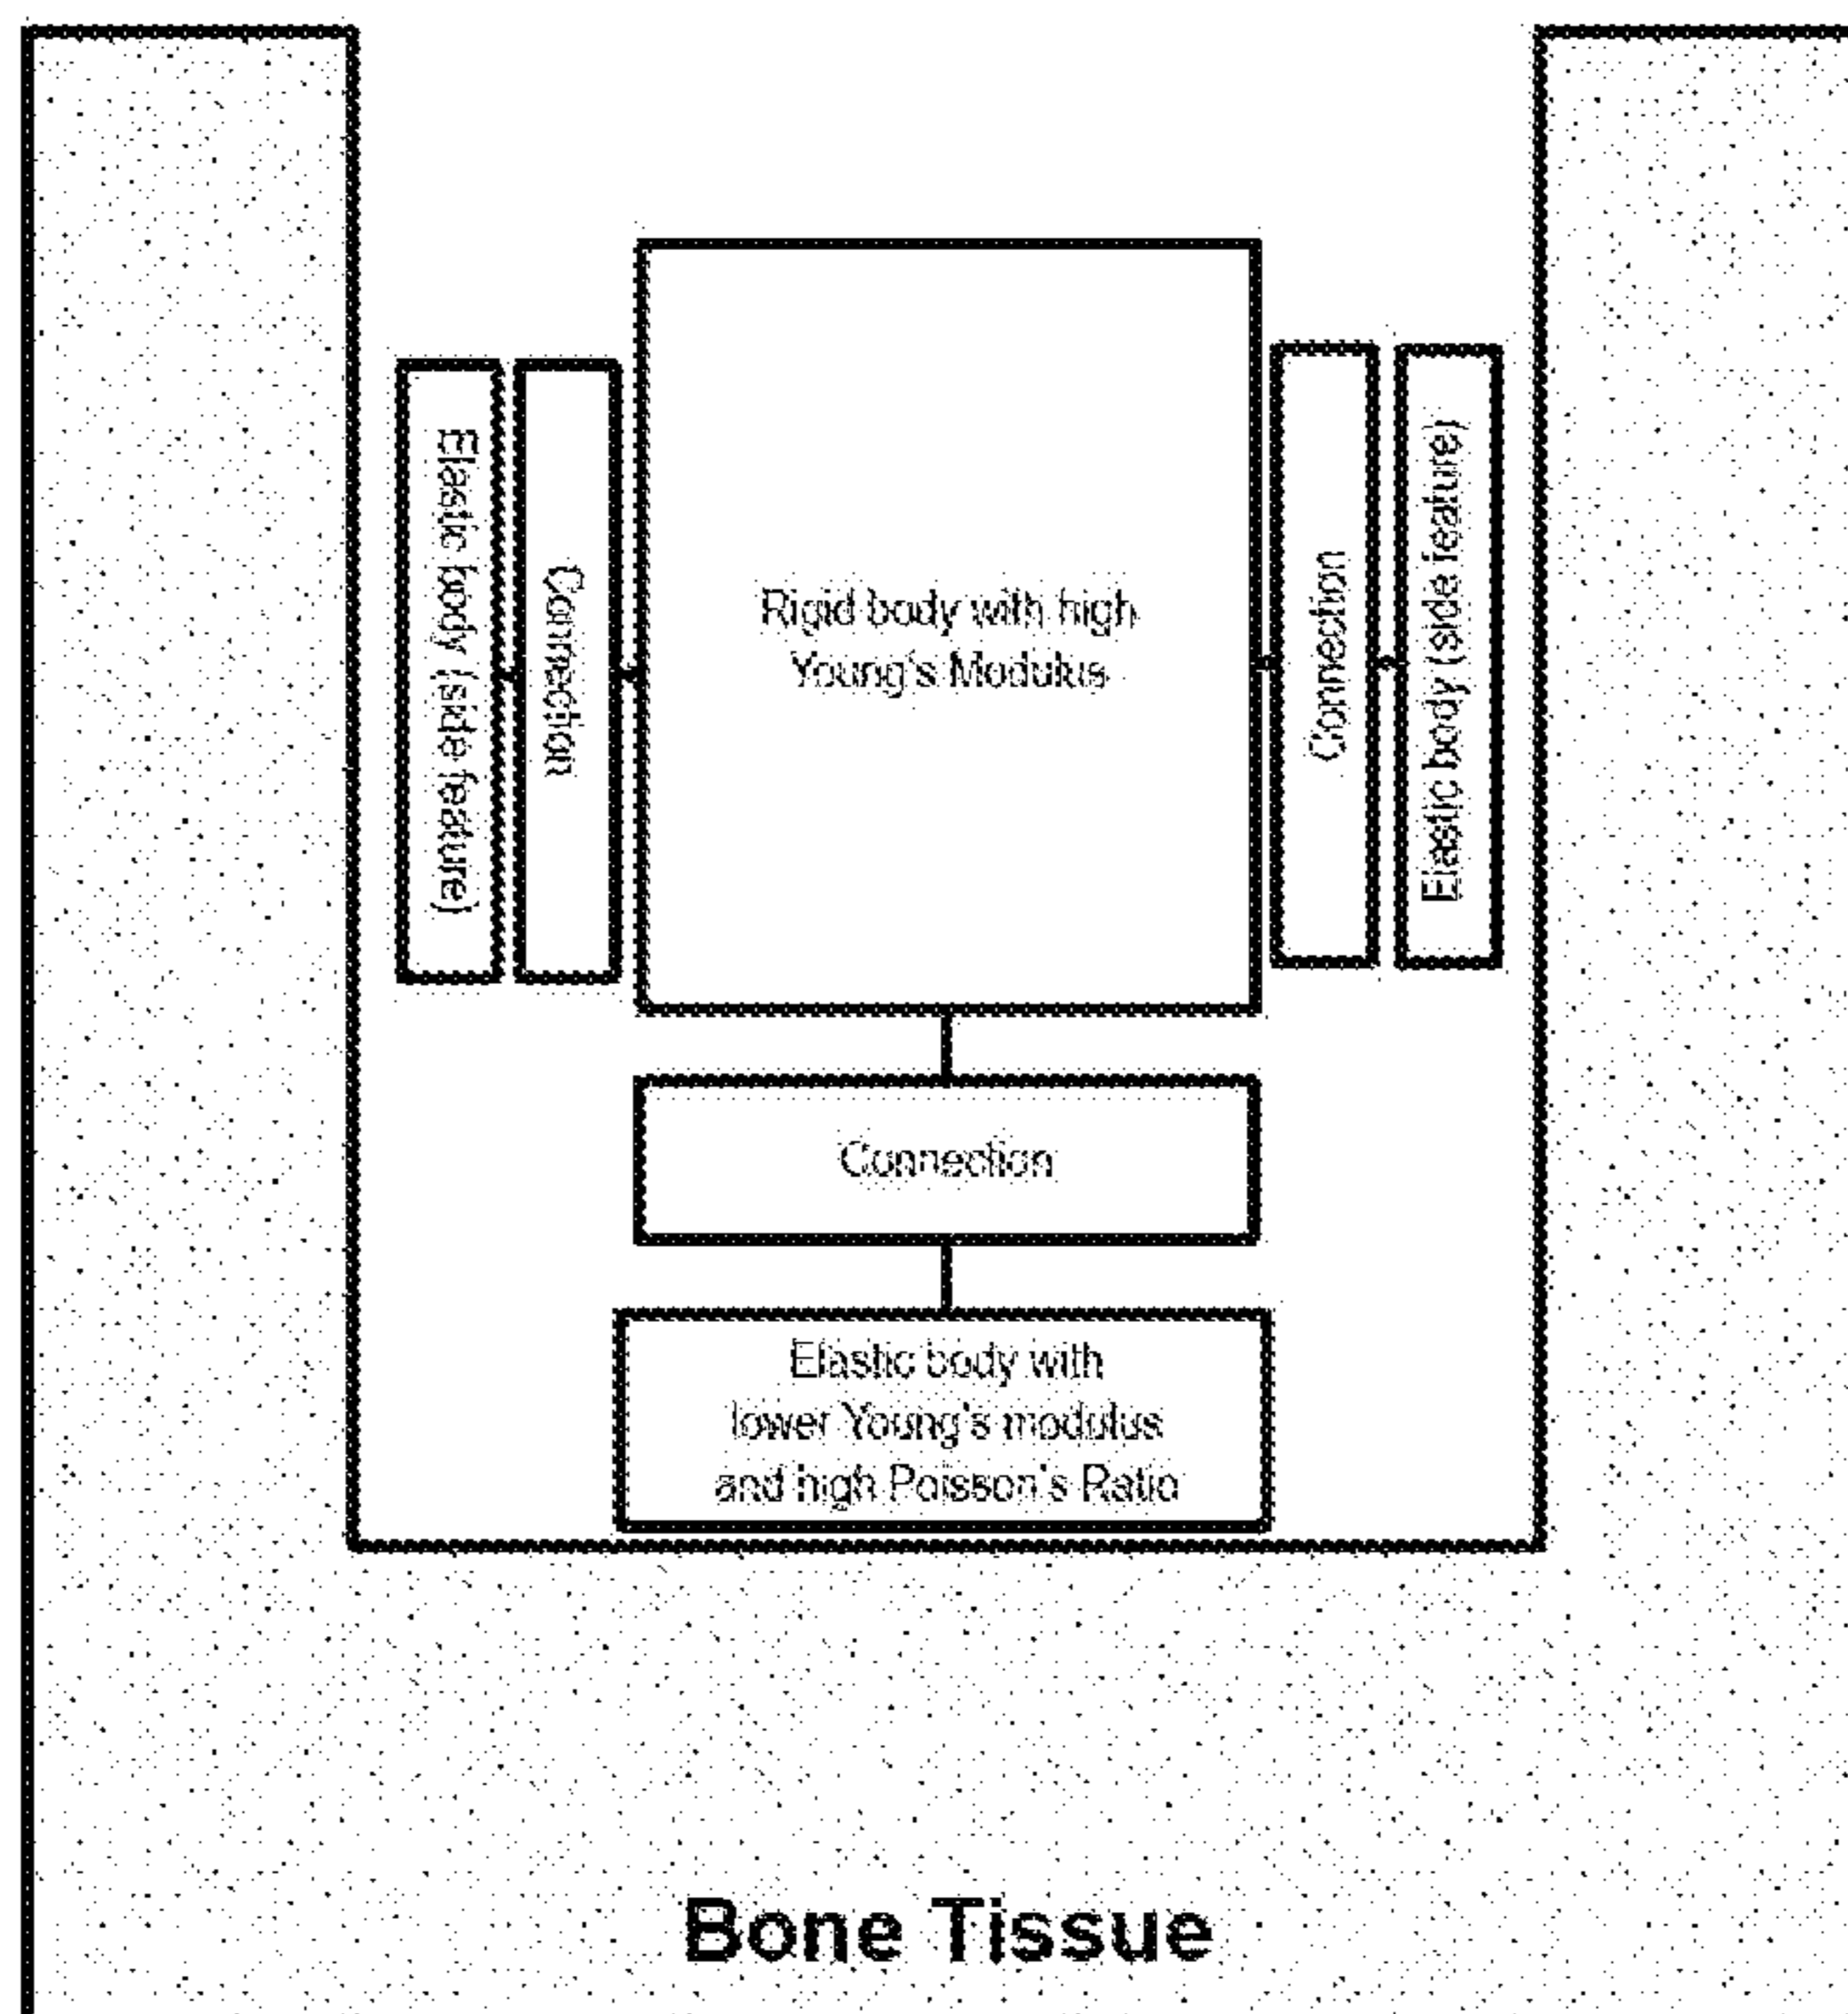 Elastic body (side feature)
Connection
Rigid body with high
Young's Modulus
Connection
Elastic body (side feature)
Connection
Elastic body with
lower Young's modulus
and high Poisson's Ratio
Bone Tissue